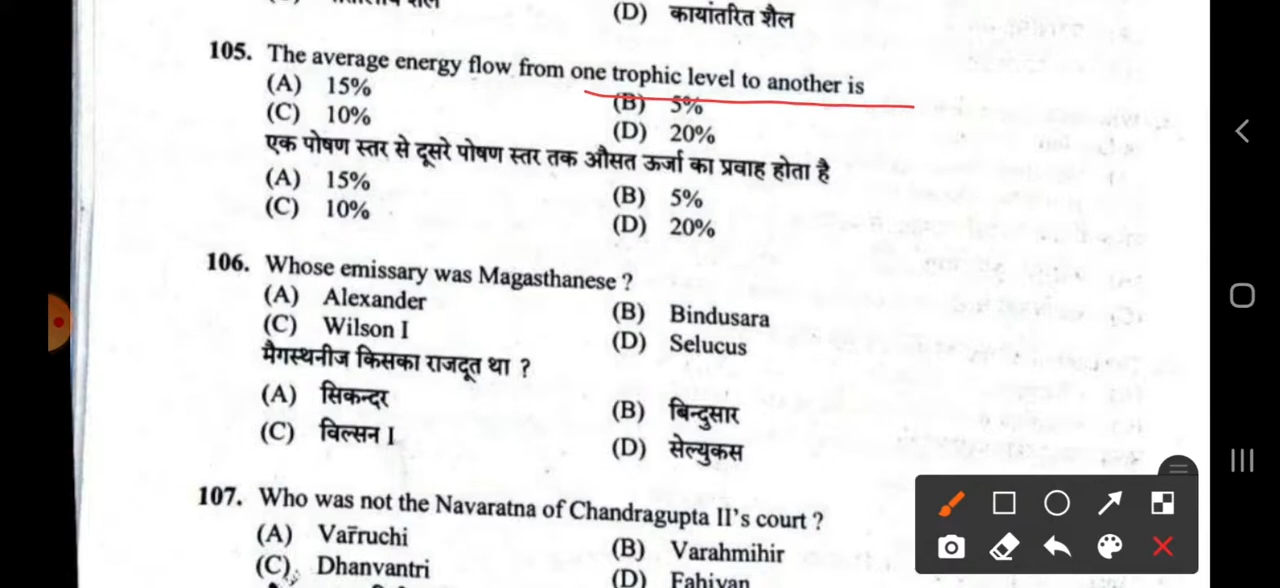 (D) कायांतरित शैल
105. The average energy flow from one trophic level to another is
(A) 15% (B) 5%
(C) 10% (D) 20%
एक पोषण स्तर से दूसरे पोषण स्तर तक औसत ऊर्जा का प्रवाह होता है
(A) 15% (B) 5%
(C) 10% (D) 20%
106. Whose emissary was Magasthanese ?
(A) Alexander (B) Bindusara
(C) Wilson I (D) Selucus
मैगस्थनीज किसका राजदूत था ?
(A) सिकन्दर (B) बिन्दुसार
(C) विल्सन I (D) सेल्युकस
107. Who was not the Navaratna of Chandragupta II's court ?
(A) Varruchi (B) Varahmihir
(C) Dhanvantri (D) Fahiyan